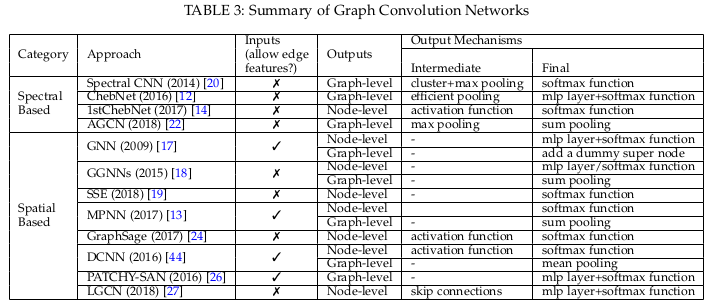 TABLE 3: Summary of Graph Convolution Networks
Category Approach Inputs (allow edge features?) Outputs Output Mechanisms
Intermediate Final
Spectral Based
Spectral CNN (2014) [20] ✗ Graph-level cluster+max pooling softmax function
ChebNet (2016) [12] ✗ Graph-level efficient pooling mlp layer+softmax function
1stChebNet (2017) [14] ✗ Node-level activation function softmax function
AGCN (2018) [22] ✗ Graph-level max pooling sum pooling
Spatial Based
GNN (2009) [17] ✓ Node-level - mlp layer+softmax function
Graph-level - add a dummy super node
GGNNs (2015) [18] ✗ Node-level - mlp layer/softmax function
Graph-level - sum pooling
SSE (2018) [19] ✗ Node-level - softmax function
MPNN (2017) [13] ✓ Node-level softmax function
Graph-level - sum pooling
GraphSage (2017) [24] ✗ Node-level activation function softmax function
DCNN (2016) [44] ✓ Node-level activation function softmax function
Graph-level - mean pooling
PATCHY-SAN (2016) [26] ✓ Graph-level - mlp layer+softmax function
LGCN (2018) [27] ✗ Node-level skip connections mlp layer+softmax function